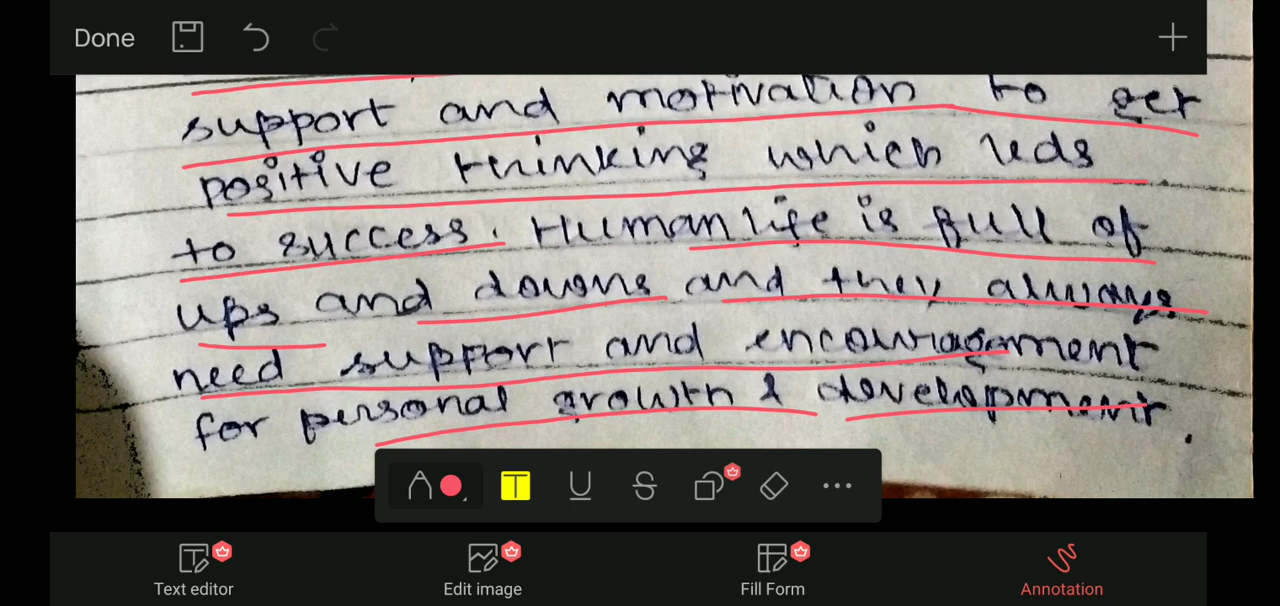 Done
support and motivation to get
positive thinking which leds
to success. Human life is full of
ups and downs and they always
need support and encouragement
for personal growth & development.
T
U
S
Text editor
Edit image
Fill Form
Annotation